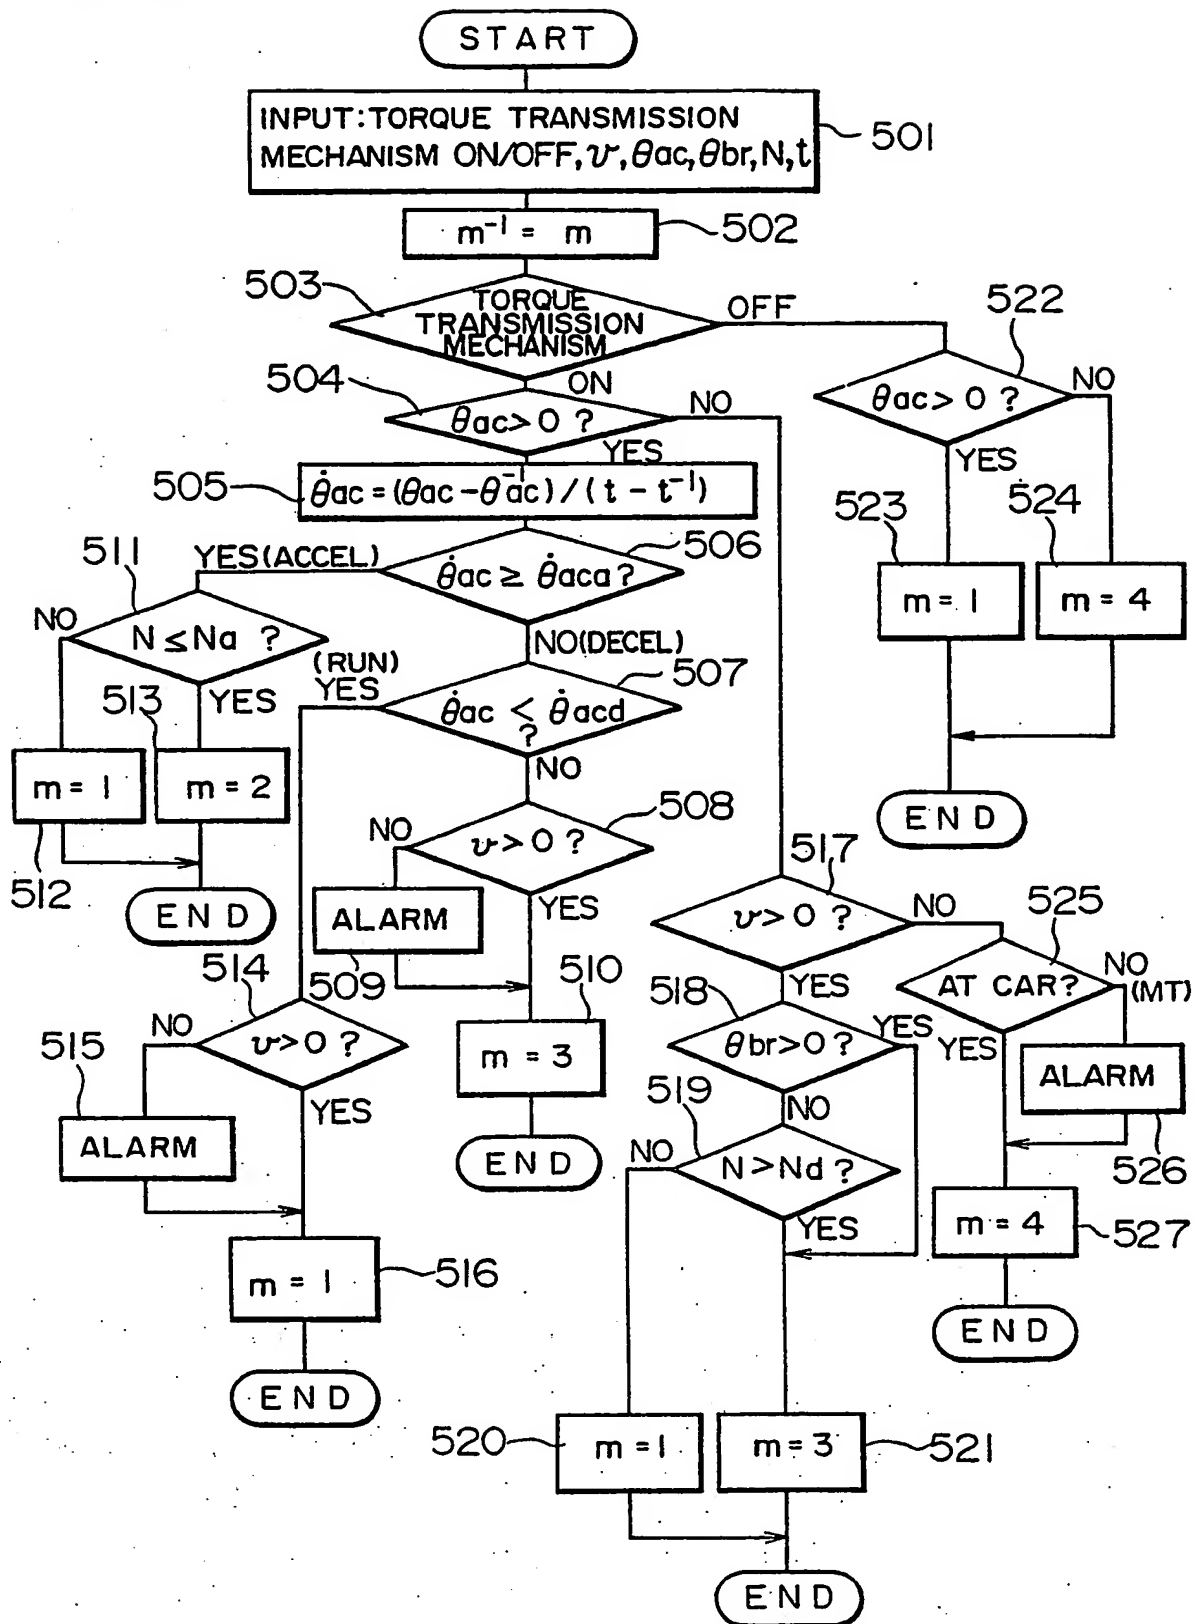 START
INPUT:TORQUE TRANSMISSION
MECHANISM ON/OFF, v, θac, θbr, N, t
501
m⁻¹ = m
502
503
TORQUE
TRANSMISSION
MECHANISM
OFF
ON
522
θac > 0 ?
NO
YES
504
θac > 0 ?
NO
YES
505
θ̇ac = (θac - θ⁻¹ac) / (t - t⁻¹)
523
m = 1
524
m = 4
END
506
YES(ACCEL)
θ̇ac ≥ θ̇aca ?
NO(DECEL)
511
NO
N ≤ Na ?
YES
507
(RUN)
YES
θ̇ac < θ̇acd
?
NO
512
m = 1
513
m = 2
END
508
NO
v > 0 ?
YES
ALARM
509
510
m = 3
END
514
NO
v > 0 ?
YES
515
ALARM
m = 1
516
END
517
v > 0 ?
NO
YES
525
AT CAR?
NO
(MT)
YES
ALARM
526
m = 4
527
END
518
θbr > 0 ?
YES
NO
519
NO
N > Nd ?
YES
520
m = 1
m = 3
521
END